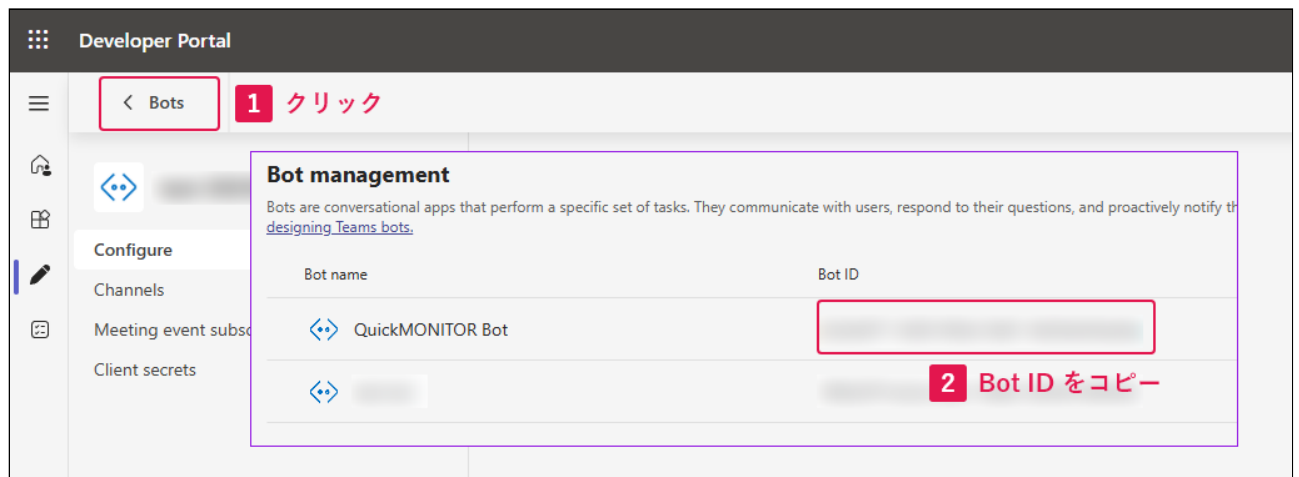 Developer Portal
Bots
1 クリック
Bot management
Bots are conversational apps that perform a specific set of tasks. They communicate with users, respond to their questions, and proactively notify th
designing Teams bots.
Configure
Channels
Meeting event subsc
Client secrets
Bot name Bot ID
QuickMONITOR Bot
2 Bot ID をコピー